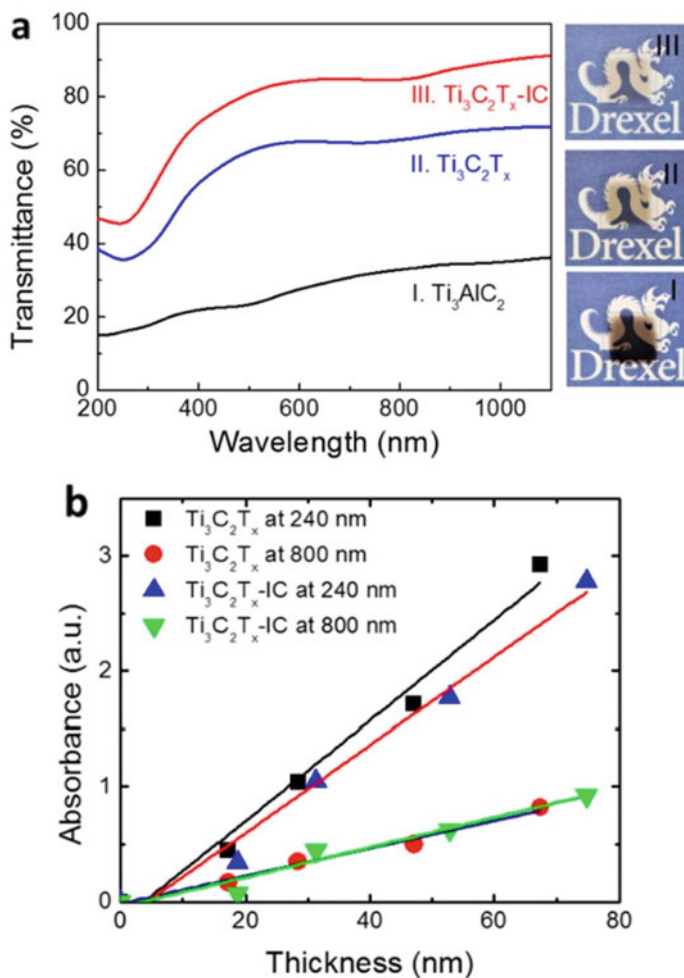 a
100
80
60
40
20
0
Transmittance (%)
200 400 600 800 1000
Wavelength (nm)
III. Ti₃C₂Tₓ-IC
II. Ti₃C₂Tₓ
I. Ti₃AlC₂
III
Drexel
II
Drexel
I
Drexel
b
Ti₃C₂Tₓ at 240 nm
Ti₃C₂Tₓ at 800 nm
Ti₃C₂Tₓ-IC at 240 nm
Ti₃C₂Tₓ-IC at 800 nm
3
2
1
0
Absorbance (a.u.)
0 20 40 60 80
Thickness (nm)